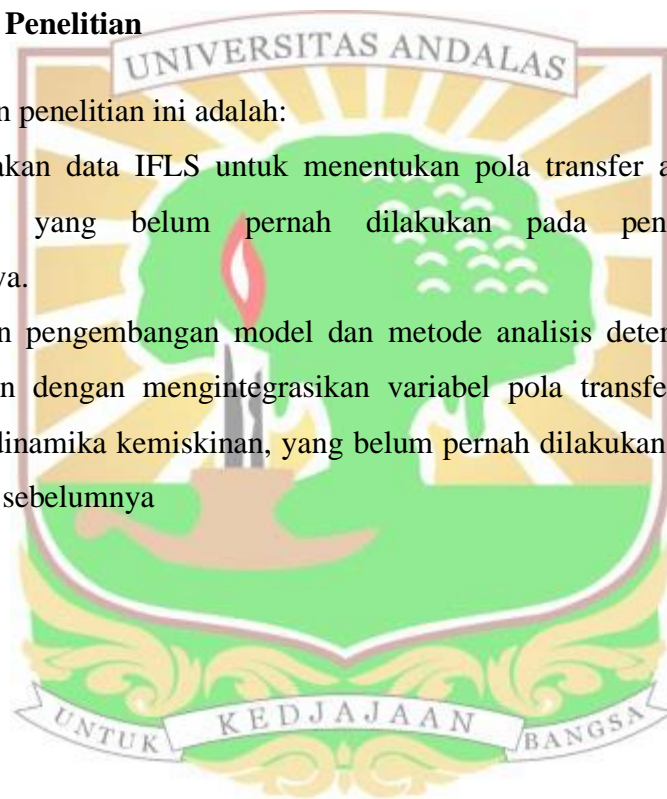 Penelitian
UNIVERSITAS ANDALAS
n penelitian ini adalah:
akan data IFLS untuk menentukan pola transfer a
yang belum pernah dilakukan pada pen
ya.
n pengembangan model dan metode analisis deter
n dengan mengintegrasikan variabel pola transfe
dinamika kemiskinan, yang belum pernah dilakukan
sebelumnya
UNTUK KEDJAJAAN BANGSA